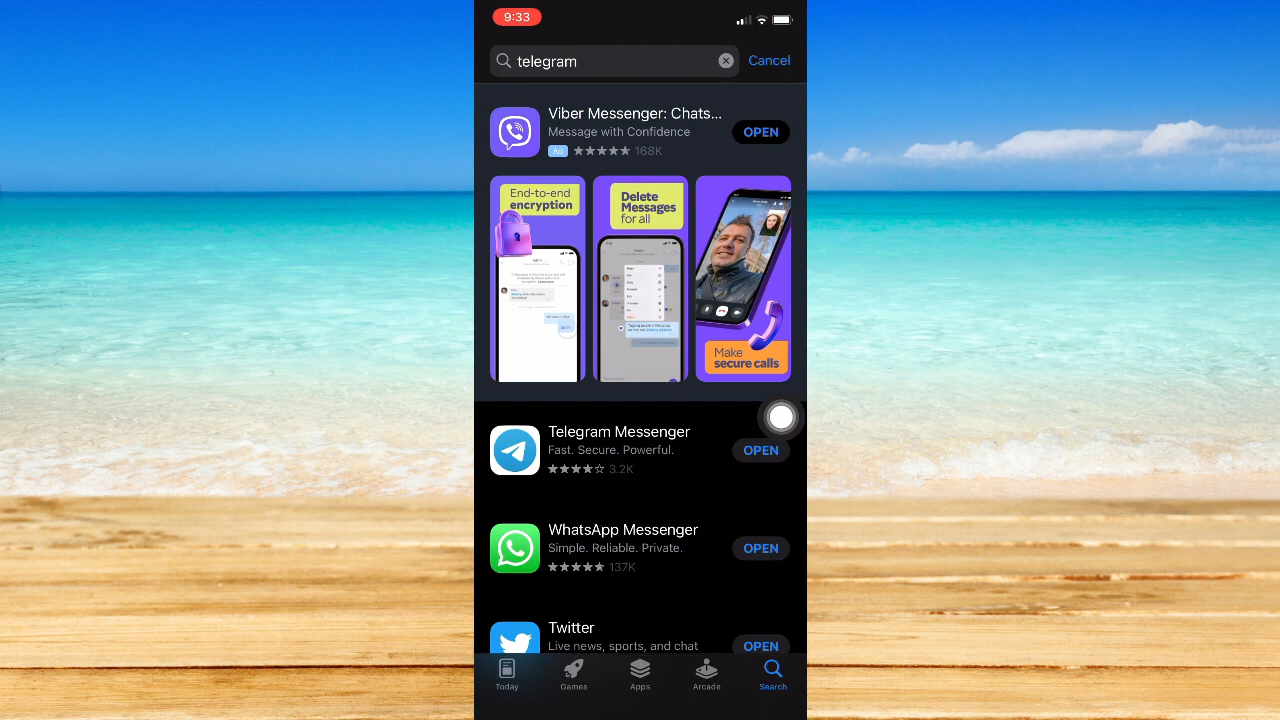 9:33
telegram
Cancel
Viber Messenger: Chats...
Message with Confidence
OPEN
Ad
168K
End-to-end
encryption
Delete
Messages
for all
Make
secure calls
Telegram Messenger
Fast. Secure. Powerful.
3.2K
OPEN
WhatsApp Messenger
Simple. Reliable. Private.
137K
OPEN
Twitter
Live news, sports, and chat
OPEN
Today
Games
Apps
Arcade
Search